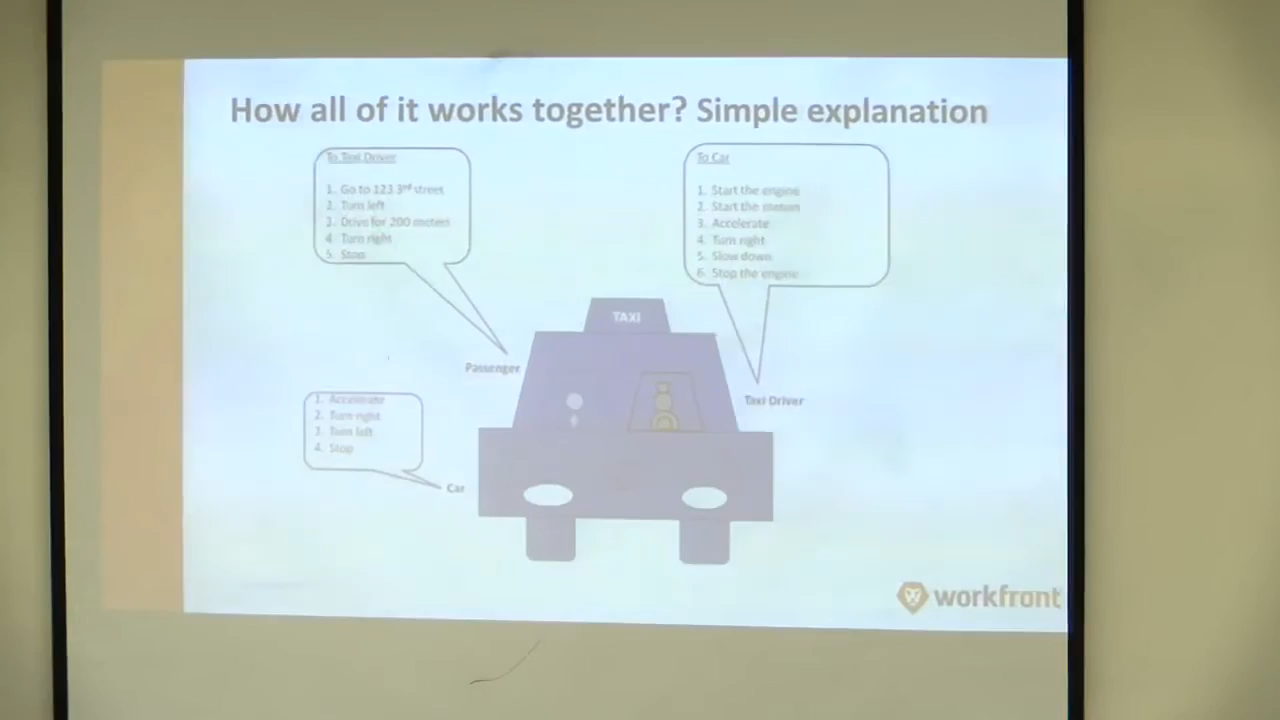 How all of it works together? Simple explanation
To Taxi Driver
1. Go to 123 3rd street
2. Turn left
3. Drive for 200 meters
4. Turn right
5. Stop
To Car
1. Start the engine
2. Start the
3. Accelerate
4. Turn right
5. Slow down
6. Stop the engine
TAXI
Passenger
Taxi Driver
1. Accelerate
2. Turn right
3. Turn left
4. Stop
Car
workfront